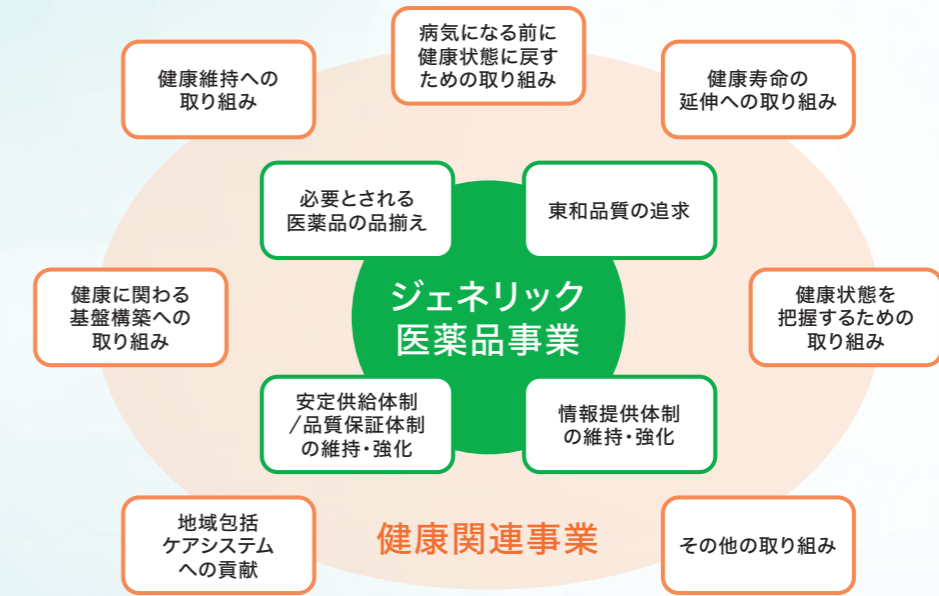 病気になる前に
健康状態に戻す
ための取り組み
健康維持への
取り組み
健康寿命の
延伸への取り組み
必要とされる
医薬品の品揃え
東和品質の追求
健康に関わる
基盤構築への
取り組み
ジェネリック
医薬品事業
健康状態を
把握するための
取り組み
安定供給体制
/品質保証体制
の維持・強化
情報提供体制
の維持・強化
地域包括
ケアシステム
への貢献
健康関連事業
その他の取り組み